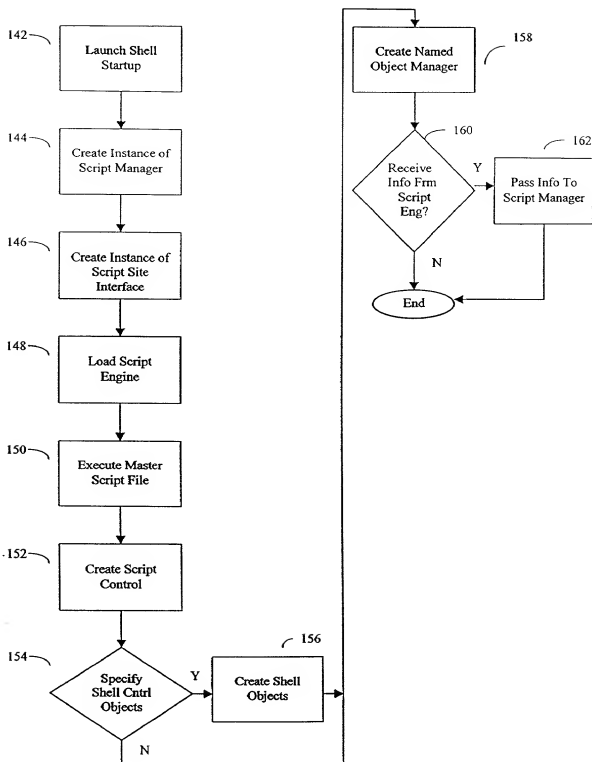 142
Launch Shell
Startup
144
Create Instance of
Script Manager
146
Create Instance of
Script Site
Interface
148
Load Script
Engine
150
Execute Master
Script File
152
Create Script
Control
154
Specify
Shell Cntrl
Objects
Y
N
156
Create Shell
Objects
158
Create Named
Object Manager
160
Receive
Info Frm
Script
Eng?
Y
N
162
Pass Info To
Script Manager
End